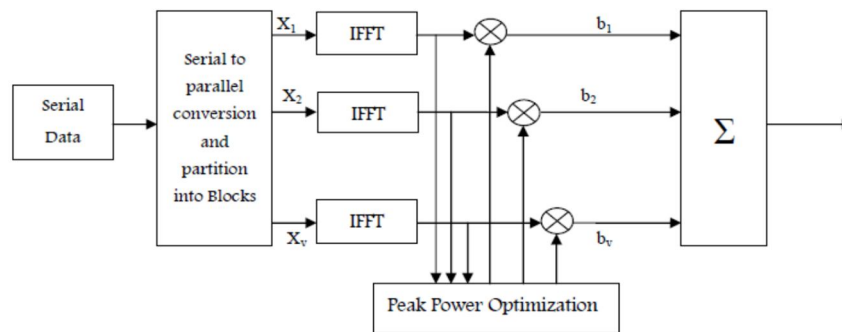 Serial
Data
Serial to
parallel
conversion
and
partition
into Blocks
X1
IFFT
b1
X2
IFFT
b2
Xv
IFFT
bv
Σ
Peak Power Optimization